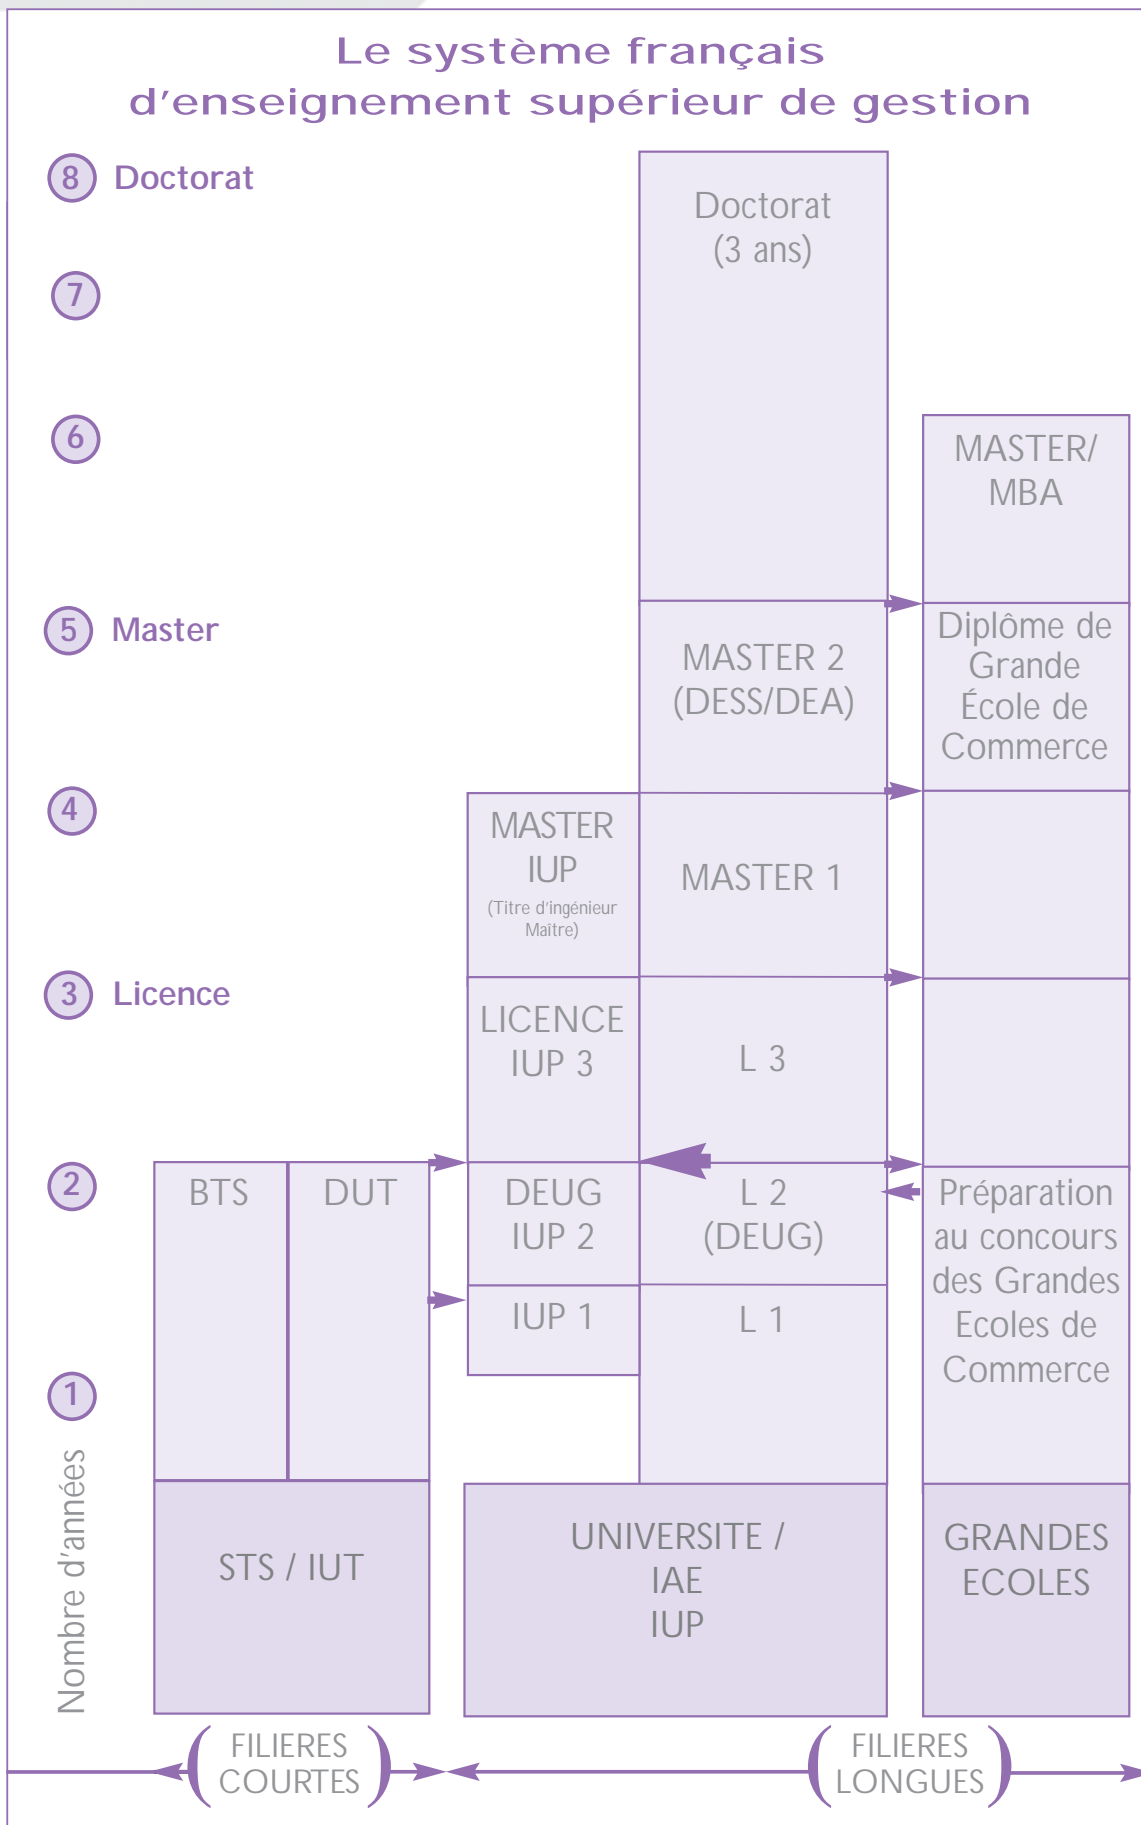 Le système français
d'enseignement supérieur de gestion
8 Doctorat
Doctorat
(3 ans)
7
6
MASTER/
MBA
5 Master
MASTER 2
(DESS/DEA)
Diplôme de
Grande
École de
Commerce
4
MASTER
IUP
(Titre d'ingénieur
Maître)
MASTER 1
3 Licence
LICENCE
IUP 3
L 3
2
BTS
DUT
DEUG
IUP 2
L 2
(DEUG)
Préparation
au concours
des Grandes
Ecoles de
Commerce
IUP 1
L 1
1
Nombre d'années
STS / IUT
UNIVERSITE /
IAE
IUP
GRANDES
ECOLES
(FILIERES
COURTES)
(FILIERES
LONGUES)